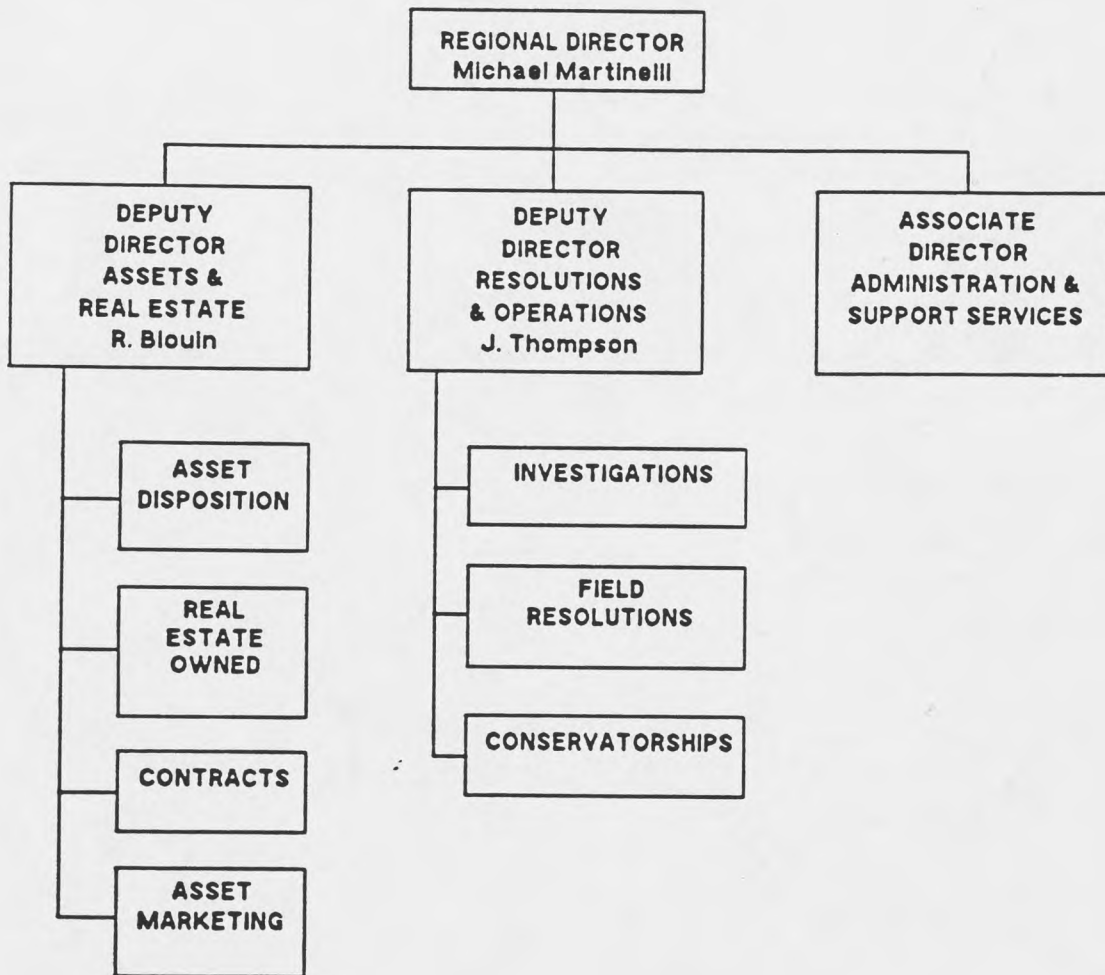 REGIONAL DIRECTOR
Michael Martinelli
DEPUTY
DIRECTOR
ASSETS &
REAL ESTATE
R. Blouin
DEPUTY
DIRECTOR
RESOLUTIONS
& OPERATIONS
J. Thompson
ASSOCIATE
DIRECTOR
ADMINISTRATION &
SUPPORT SERVICES
ASSET
DISPOSITION
REAL
ESTATE
OWNED
CONTRACTS
ASSET
MARKETING
INVESTIGATIONS
FIELD
RESOLUTIONS
CONSERVATORSHIPS